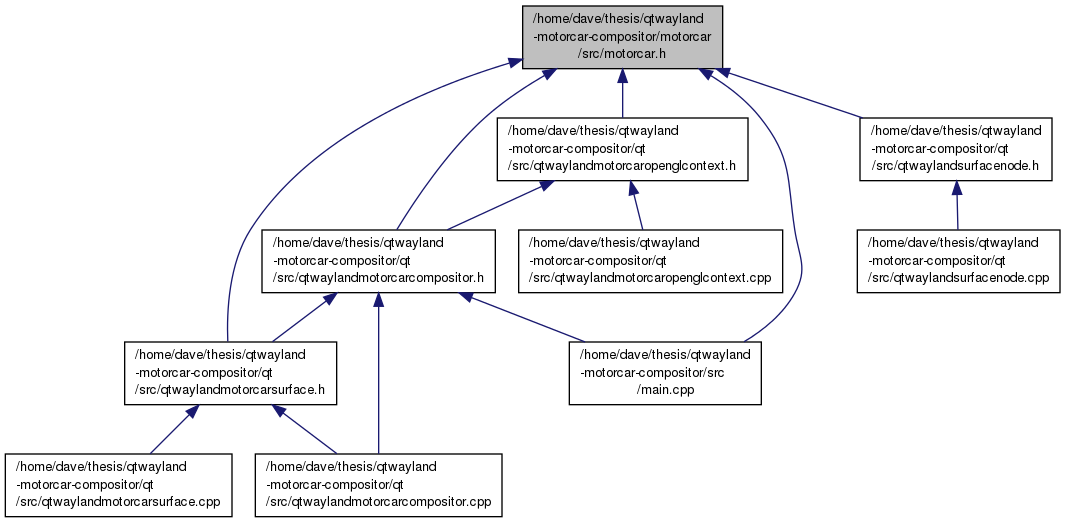 /home/dave/thesis/qtwayland
-motorcar-compositor/motorcar
/src/motorcar.h
/home/dave/thesis/qtwayland
-motorcar-compositor/qt
/src/qtwaylandmotorcaropenglcontext.h
/home/dave/thesis/qtwayland
-motorcar-compositor/qt
/src/qtwaylandsurfacenode.h
/home/dave/thesis/qtwayland
-motorcar-compositor/qt
/src/qtwaylandmotorcarcompositor.h
/home/dave/thesis/qtwayland
-motorcar-compositor/qt
/src/qtwaylandmotorcaropenglcontext.cpp
/home/dave/thesis/qtwayland
-motorcar-compositor/qt
/src/qtwaylandsurfacenode.cpp
/home/dave/thesis/qtwayland
-motorcar-compositor/qt
/src/qtwaylandmotorcarsurface.h
/home/dave/thesis/qtwayland
-motorcar-compositor/src
/main.cpp
/home/dave/thesis/qtwayland
-motorcar-compositor/qt
/src/qtwaylandmotorcarsurface.cpp
/home/dave/thesis/qtwayland
-motorcar-compositor/qt
/src/qtwaylandmotorcarcompositor.cpp